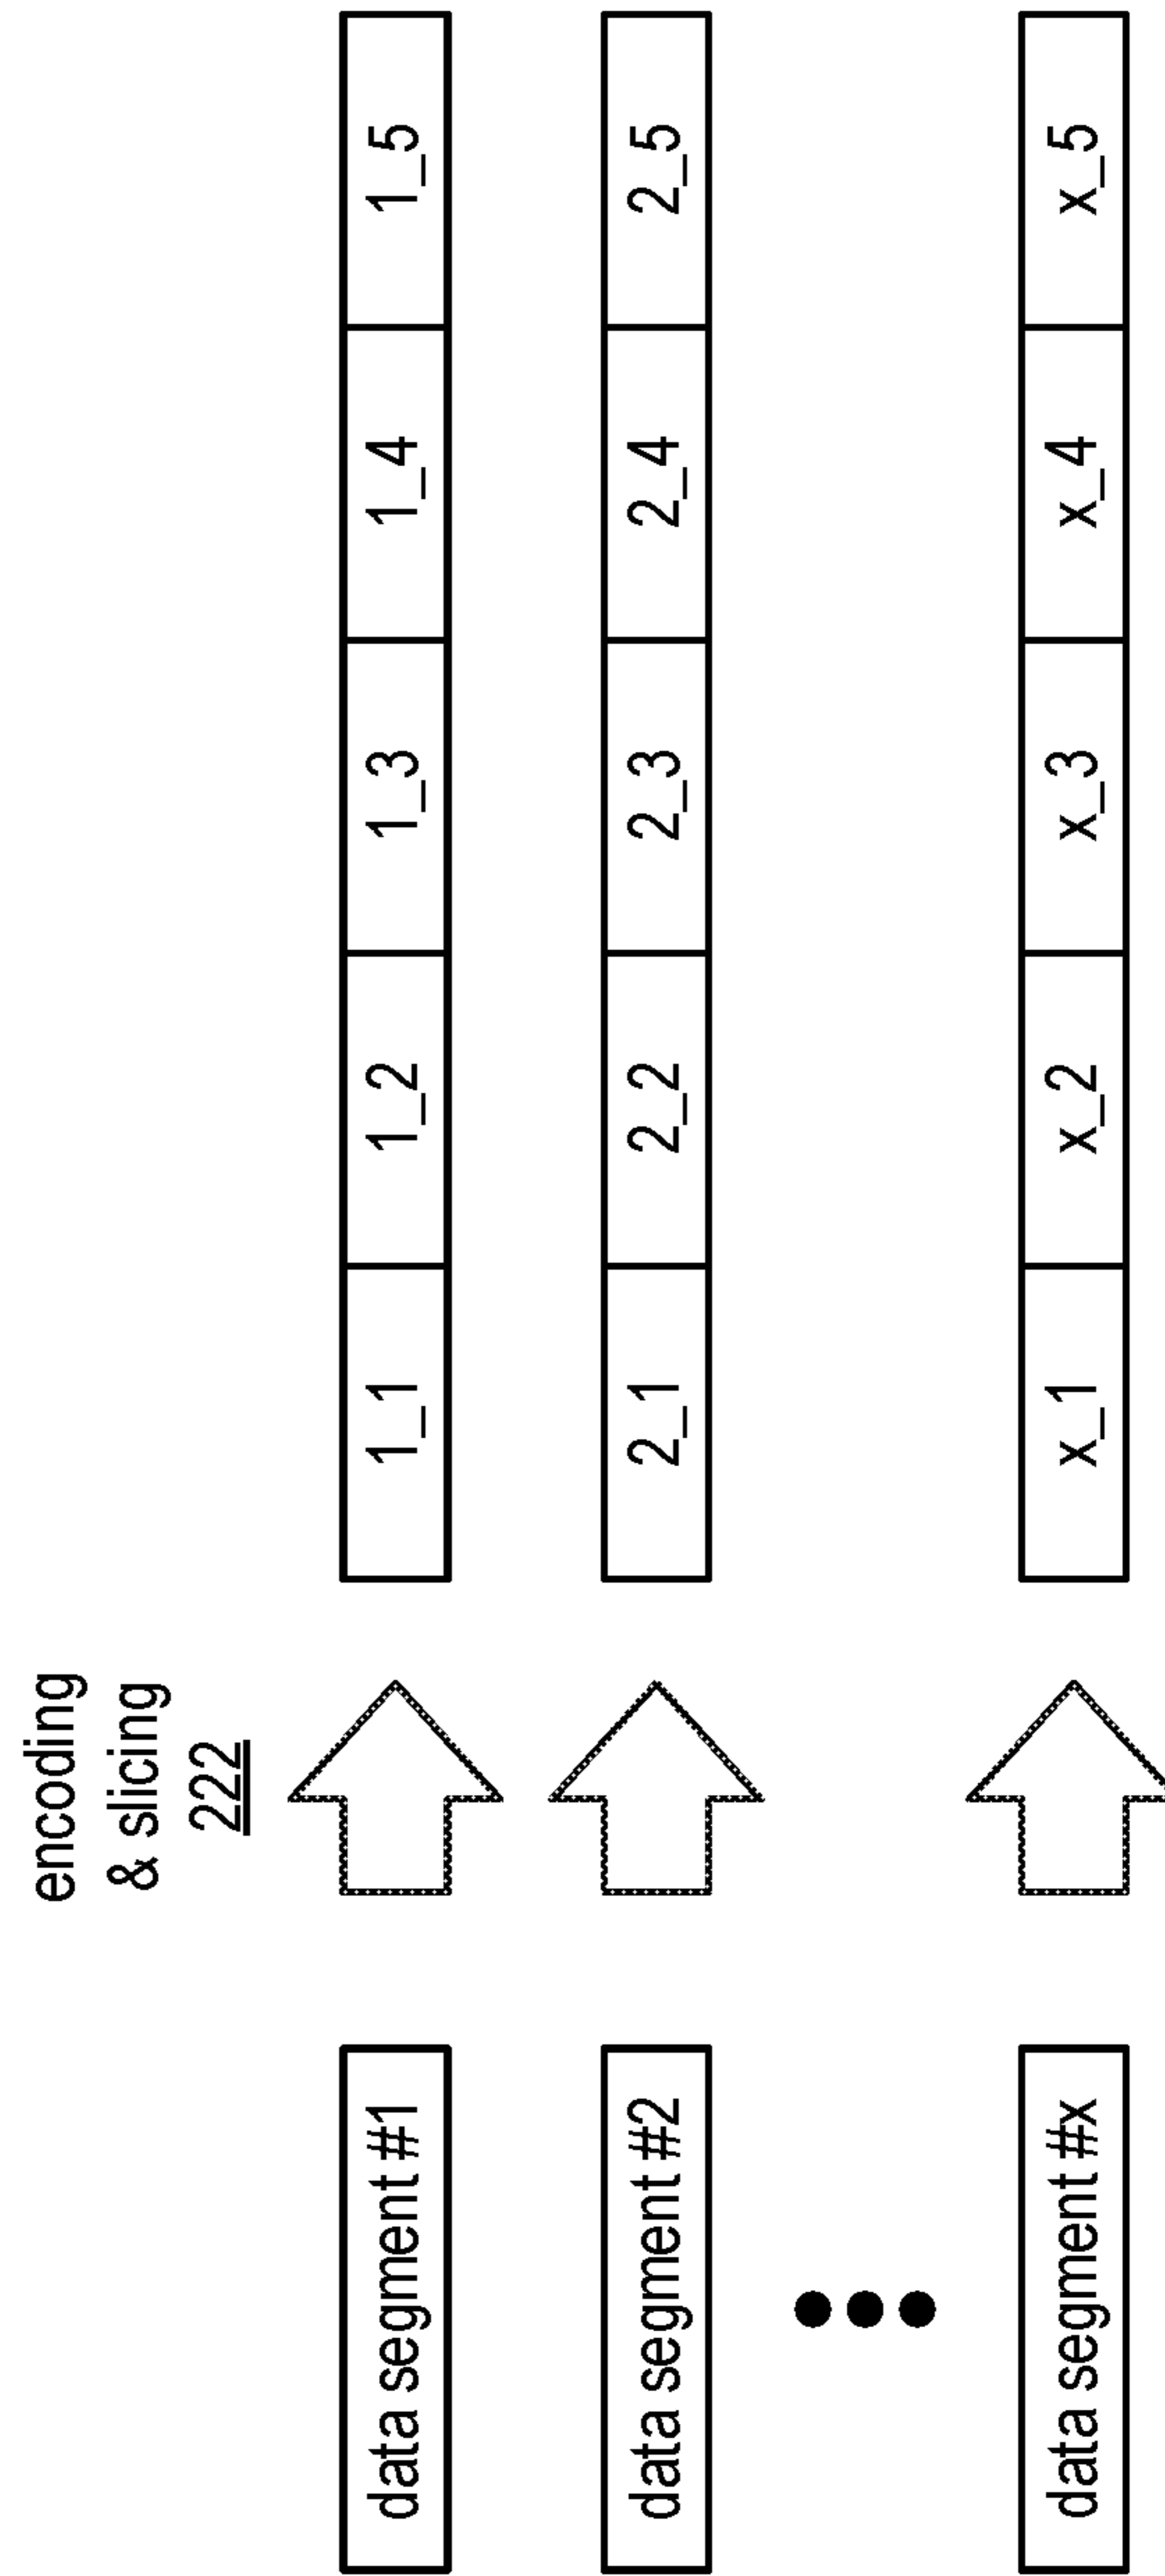 encoding
& slicing
222
data segment #1
1_1
1_2
1_3
1_4
1_5
data segment #2
2_1
2_2
2_3
2_4
2_5
data segment #x
x_1
x_2
x_3
x_4
x_5